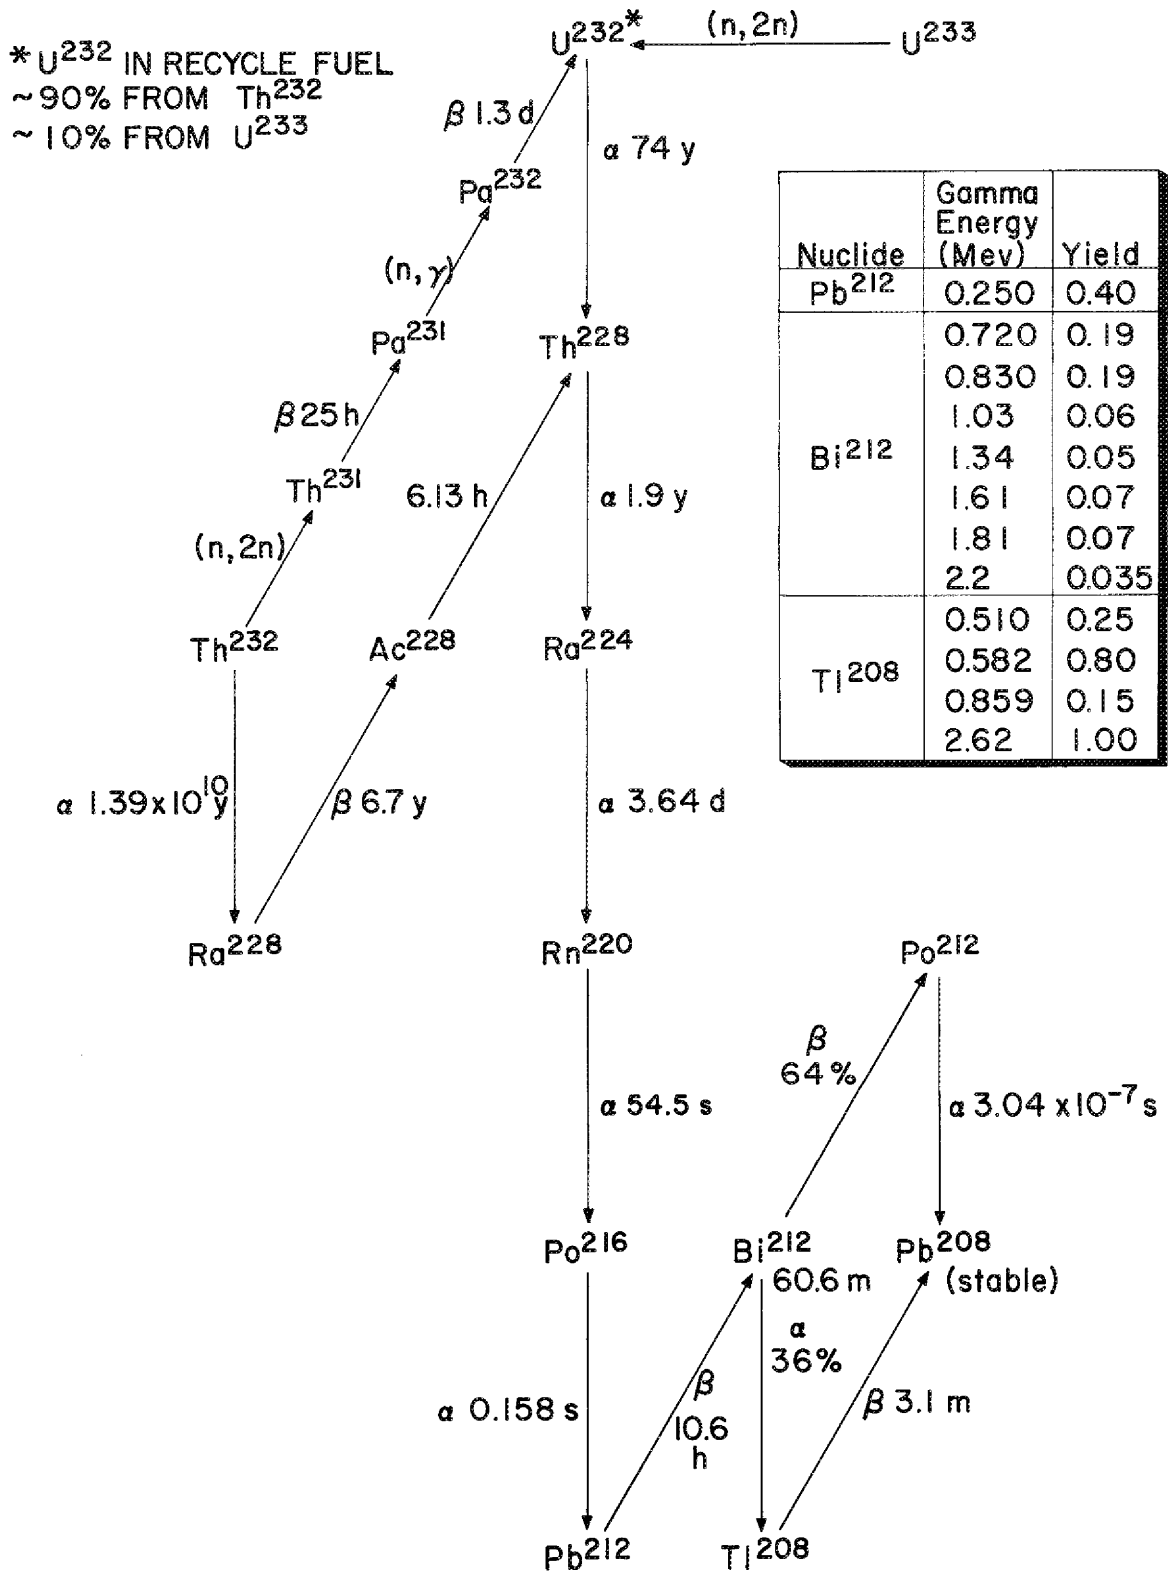 U²³²* (n, 2n) U²³³
* U²³² IN RECYCLE FUEL
~90% FROM Th²³²
~10% FROM U²³³
β 1.3 d
α 74 y
Pa²³²
(n, γ)
Pa²³¹
Th²²⁸
β 25 h
Th²³¹
6.13 h
α 1.9 y
(n, 2n)
Th²³²
Ac²²⁸
Ra²²⁴
α 1.39 x 10¹⁰ y
β 6.7 y
α 3.64 d
Ra²²⁸
Rn²²⁰
Po²¹²
β
64%
α 54.5 s
α 3.04 x 10⁻⁷ s
Po²¹⁶
Bi²¹²
60.6 m
Pb²⁰⁸
(stable)
α
36%
α 0.158 s
β
10.6
h
β 3.1 m
Pb²¹²
Tl²⁰⁸
Nuclide Gamma Energy (Mev) Yield
Pb²¹² 0.250 0.40
Bi²¹² 0.720 0.19
0.830 0.19
1.03 0.06
1.34 0.05
1.61 0.07
1.81 0.07
2.2 0.035
Tl²⁰⁸ 0.510 0.25
0.582 0.80
0.859 0.15
2.62 1.00